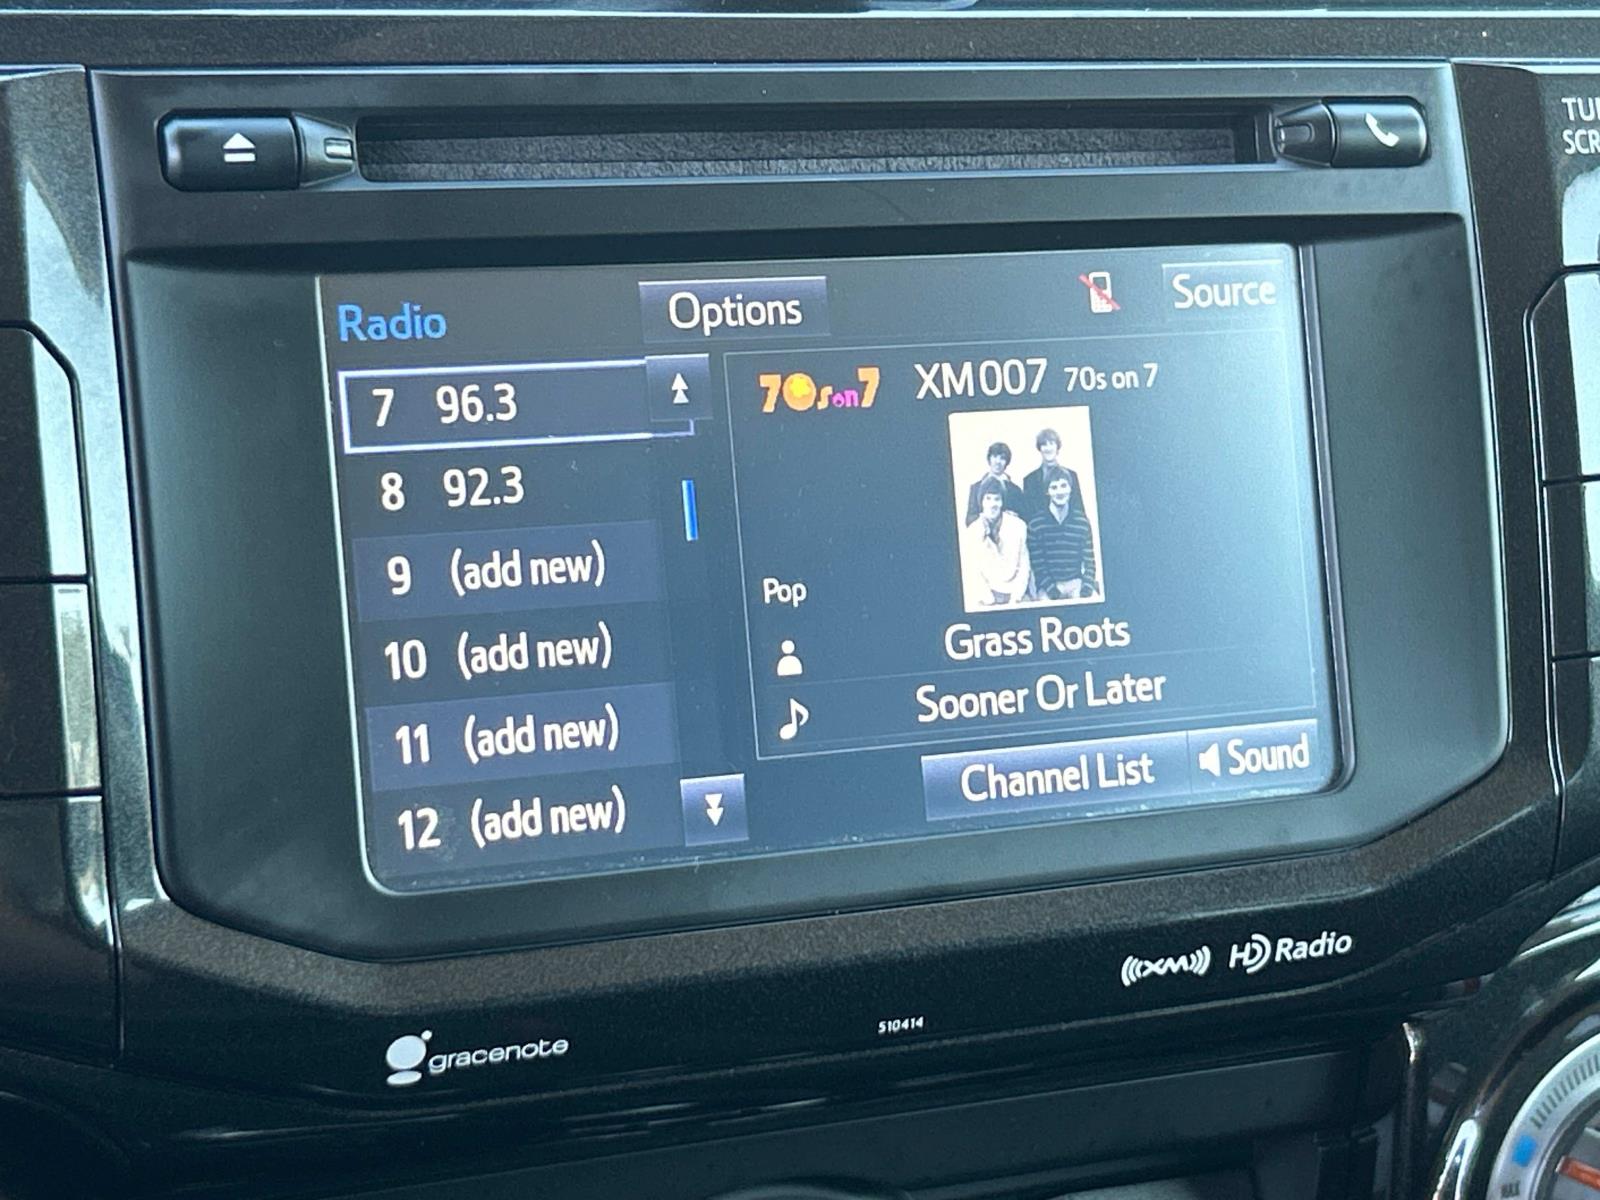 TU
SCR
Radio
Options
Source
7 96.3
8 92.3
9 (add new)
10 (add new)
11 (add new)
12 (add new)
70s on 7
XM007 70s on 7
Pop
Grass Roots
Sooner Or Later
Channel List
Sound
((XM)) HD Radio
510414
gracenote